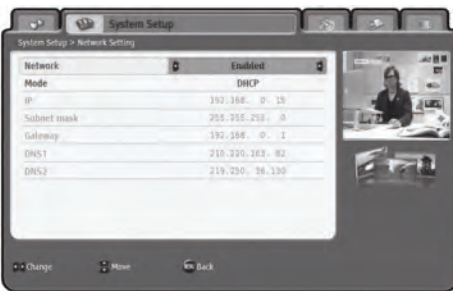 System Setup
System Setup > Network Setting
Network Enabled
Mode DHCP
IP 192.168. 0. 15
Subnet mask 255.255.255. 0
Gateway 192.168. 0. 1
DNS1 210.220.163. 82
DNS2 219.250. 36.130
Change Move Back